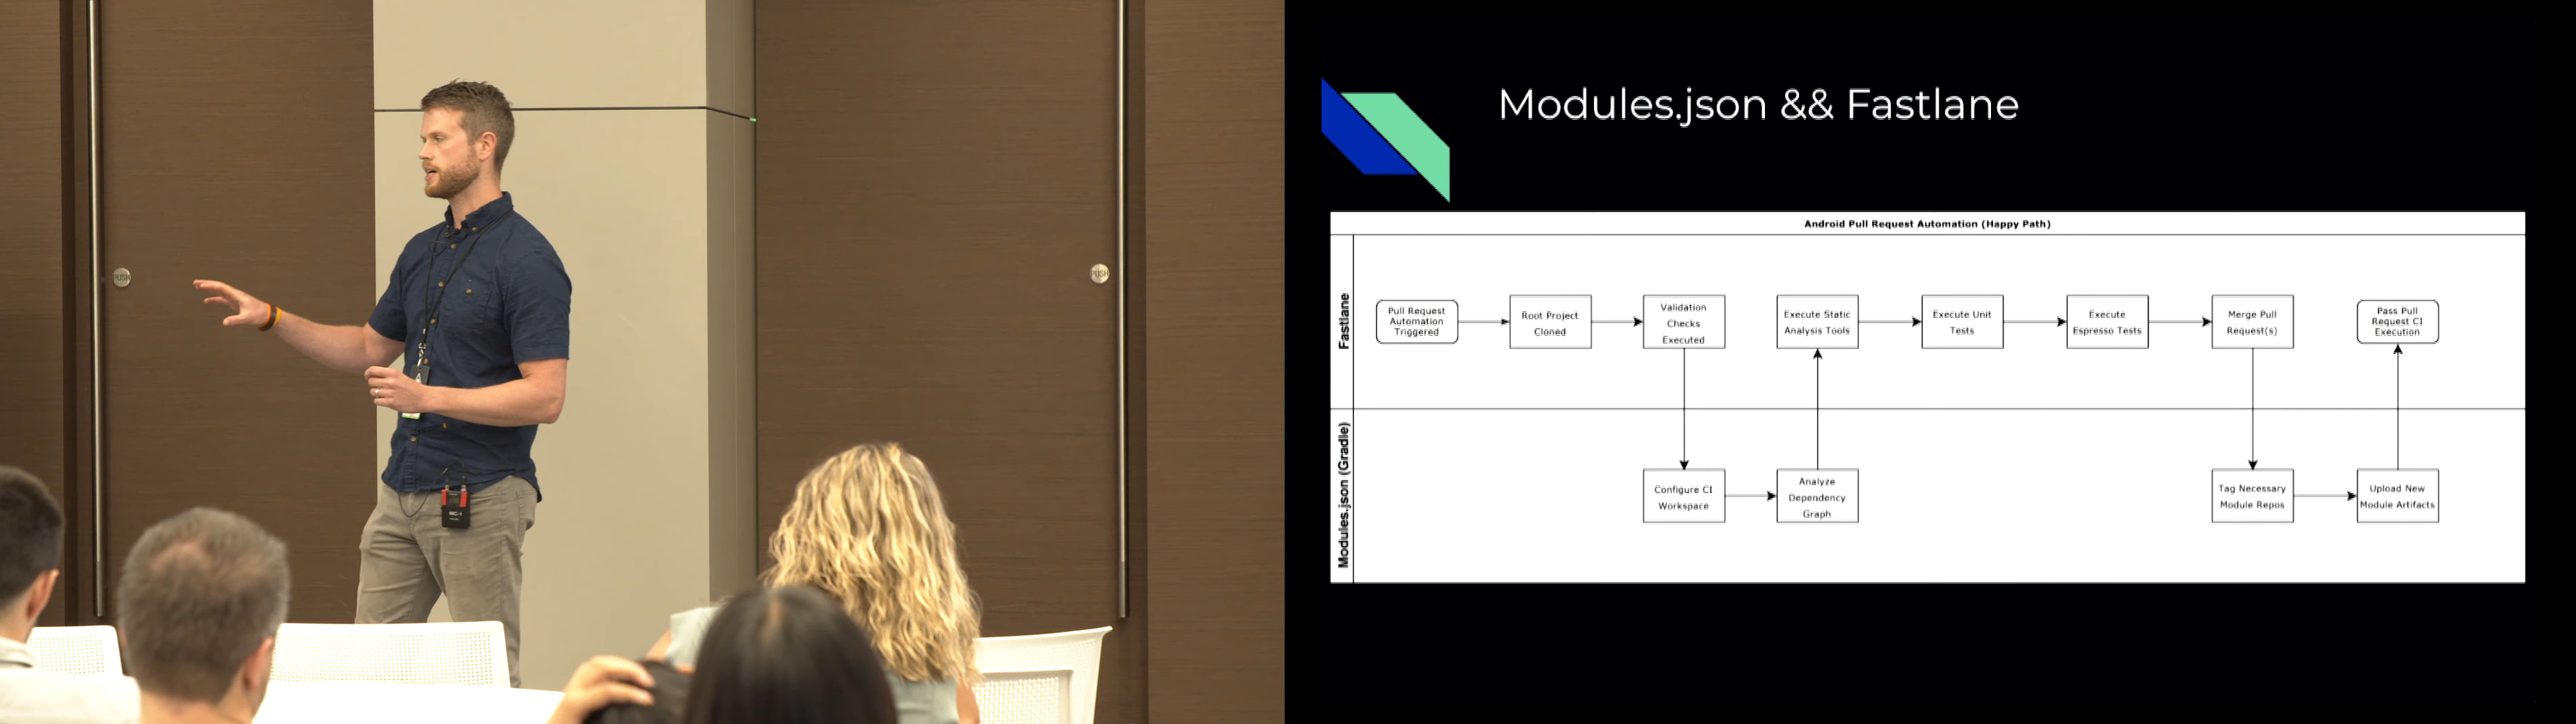 PUSH
PUSH
Modules.json && Fastlane
Android Pull Request Automation (Happy Path)
Fastlane
Pull Request
Automation
Triggered
Root Project
Cloned
Validation
Checks
Executed
Execute Static
Analysis Tools
Execute Unit
Tests
Execute
Espresso Tests
Merge Pull
Request(s)
Pass Pull
Request CI
Execution
Modules.json (Gradle)
Configure CI
Workspace
Analyze
Dependency
Graph
Tag Necessary
Module Repos
Upload New
Module Artifacts